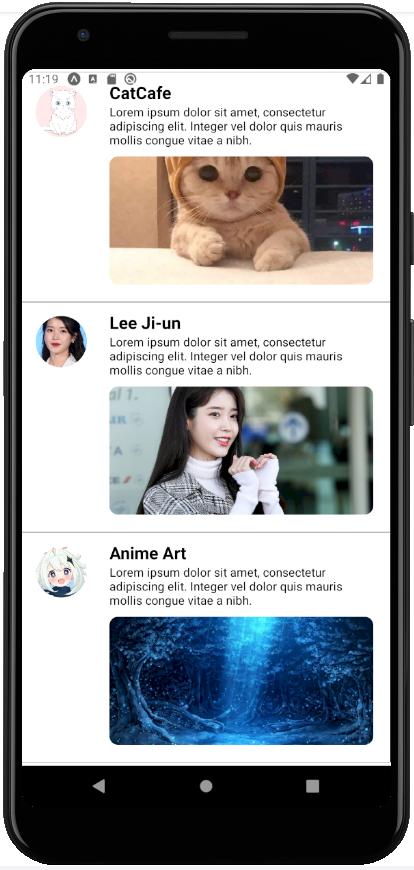 11:19
CatCafe
Lorem ipsum dolor sit amet, consectetur
adipiscing elit. Integer vel dolor quis mauris
mollis congue vitae a nibh.
Lee Ji-un
Lorem ipsum dolor sit amet, consectetur
adipiscing elit. Integer vel dolor quis mauris
mollis congue vitae a nibh.
al 1.
Anime Art
Lorem ipsum dolor sit amet, consectetur
adipiscing elit. Integer vel dolor quis mauris
mollis congue vitae a nibh.